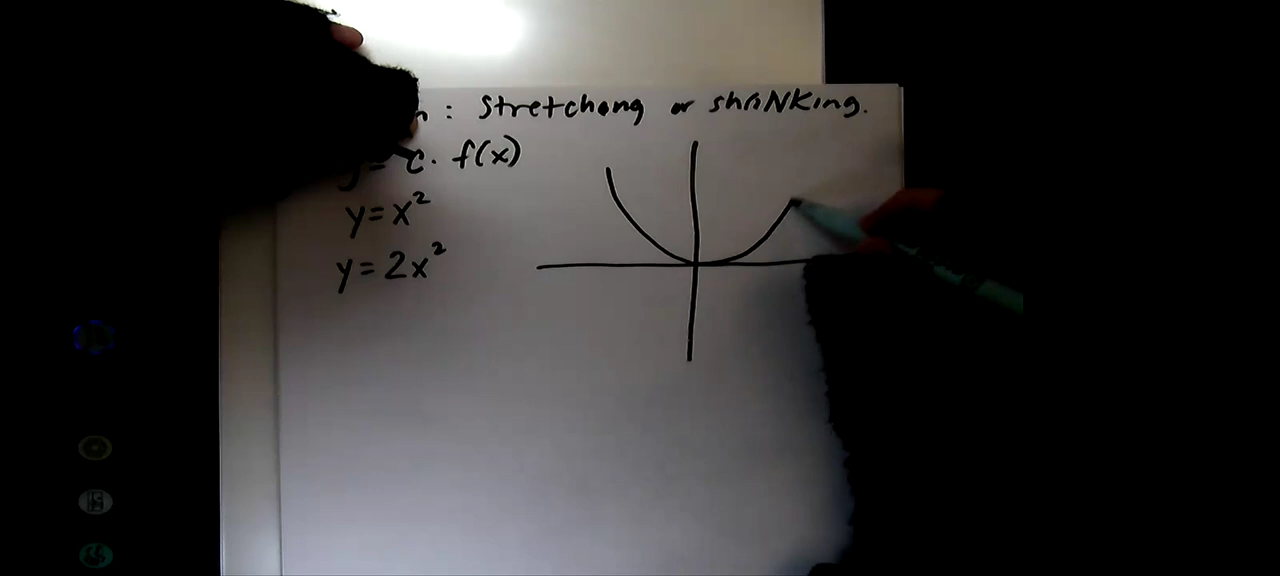 : Stretchong or shriNKing.
y= c. f(x)
y=x²
y=2x²